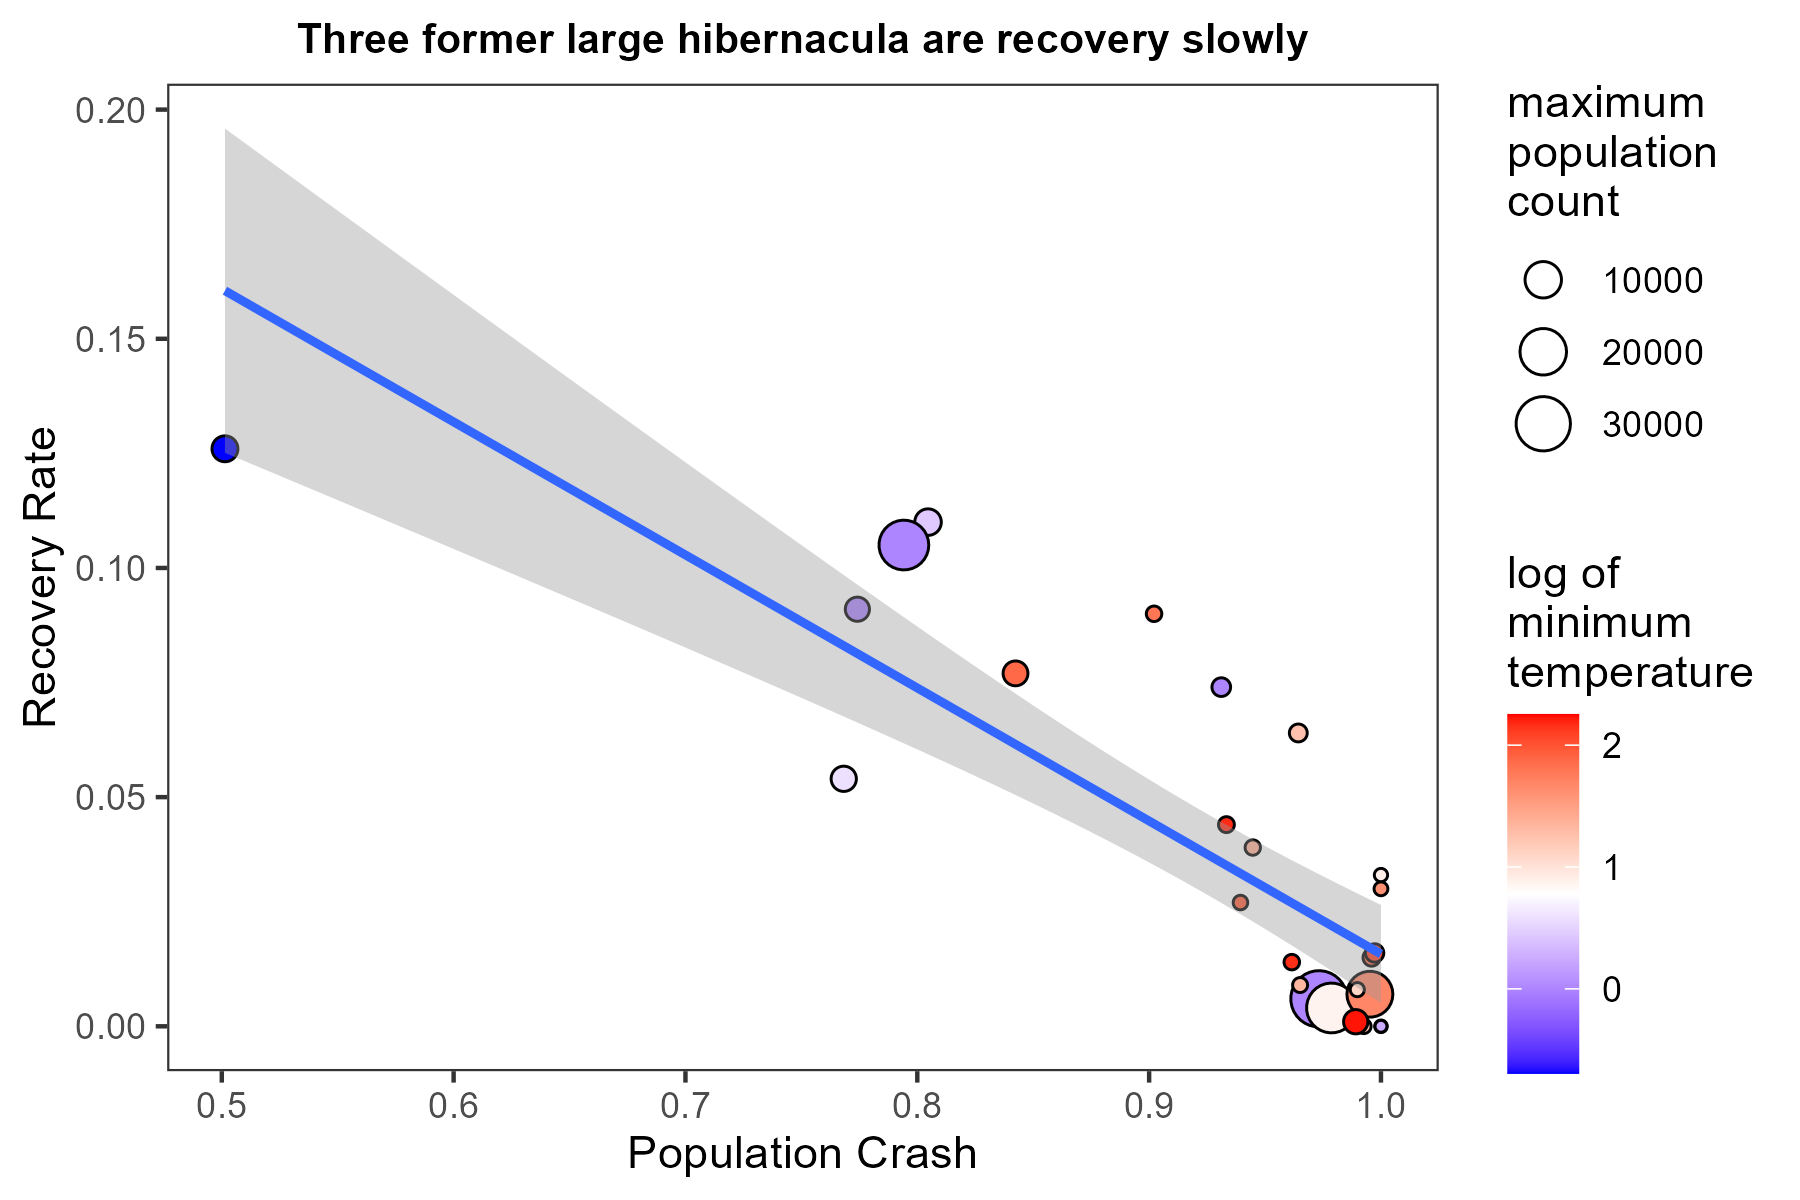 Three former large hibernacula are recovery slowly
0.20
0.15
0.10
0.05
0.00
Recovery Rate
0.5 0.6 0.7 0.8 0.9 1.0
Population Crash
maximum
population
count
10000
20000
30000
log of
minimum
temperature
2
1
0